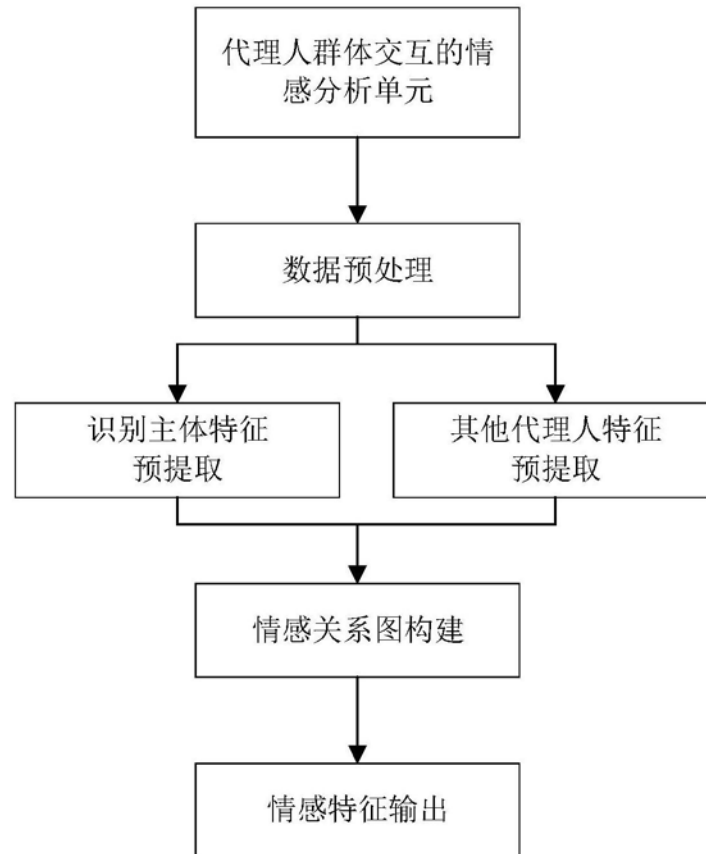 代理人群体交互的情
感分析单元
数据预处理
识别主体特征
预提取
其他代理人特征
预提取
情感关系图构建
情感特征输出